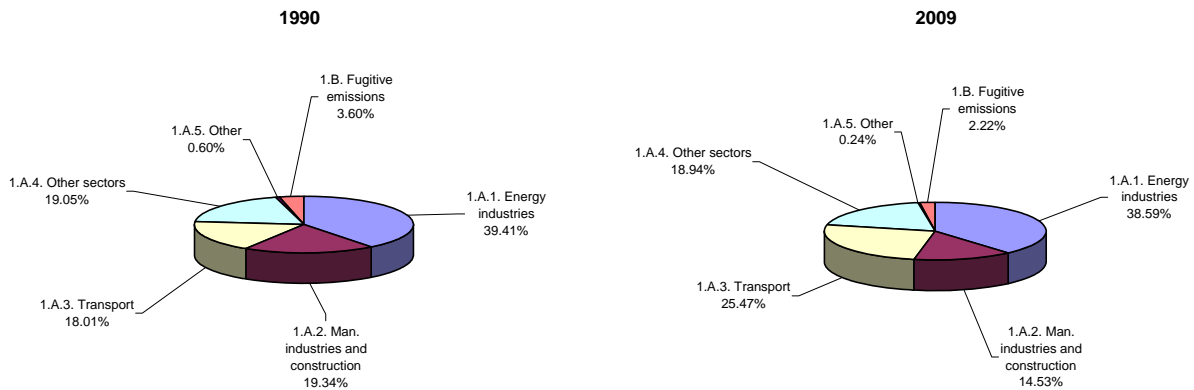 1990
1.B. Fugitive
emissions
3.60%
1.A.5. Other
0.60%
1.A.4. Other sectors
19.05%
1.A.1. Energy
industries
39.41%
1.A.3. Transport
18.01%
1.A.2. Man.
industries and
construction
19.34%
2009
1.B. Fugitive
emissions
2.22%
1.A.5. Other
0.24%
1.A.4. Other sectors
18.94%
1.A.1. Energy
industries
38.59%
1.A.3. Transport
25.47%
1.A.2. Man.
industries and
construction
14.53%